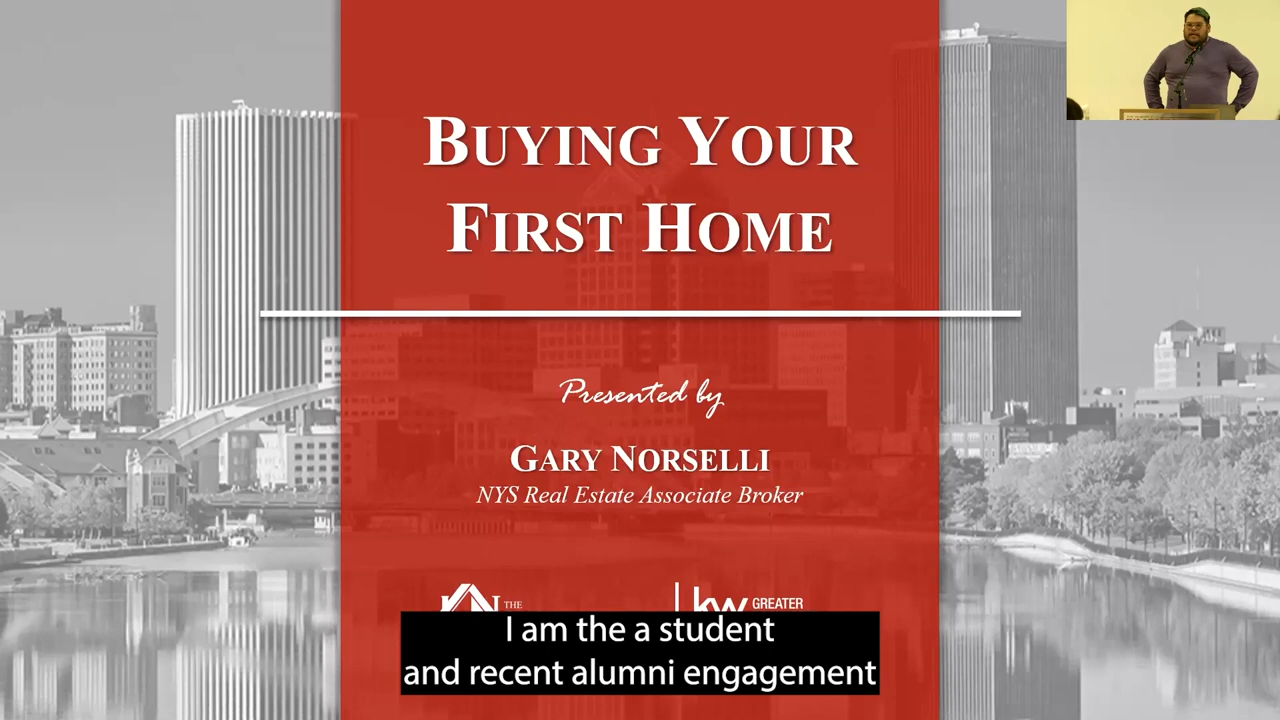 BUYING YOUR
FIRST HOME
Presented by
GARY NORSELLI
NYS Real Estate Associate Broker
THE
kw GREATER
I am the a student
and recent alumni engagement